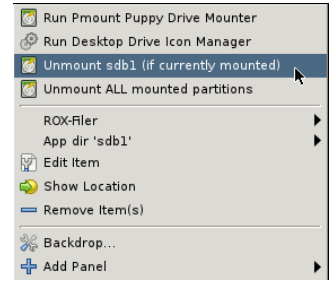 Run Pmount Puppy Drive Mounter
Run Desktop Drive Icon Manager
Unmount sdb1 (if currently mounted)
Unmount ALL mounted partitions
ROX-Filer
App dir 'sdb1'
Edit Item
Show Location
Remove Item(s)
Backdrop...
Add Panel